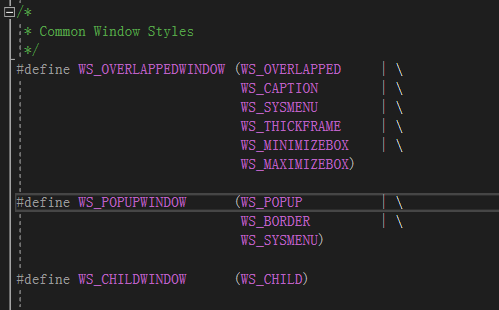 /*
* Common Window Styles
*/
#define WS_OVERLAPPEDWINDOW (WS_OVERLAPPED | \
WS_CAPTION | \
WS_SYSMENU | \
WS_THICKFRAME | \
WS_MINIMIZEBOX | \
WS_MAXIMIZEBOX)
#define WS_POPUPWINDOW (WS_POPUP | \
WS_BORDER | \
WS_SYSMENU)
#define WS_CHILDWINDOW (WS_CHILD)